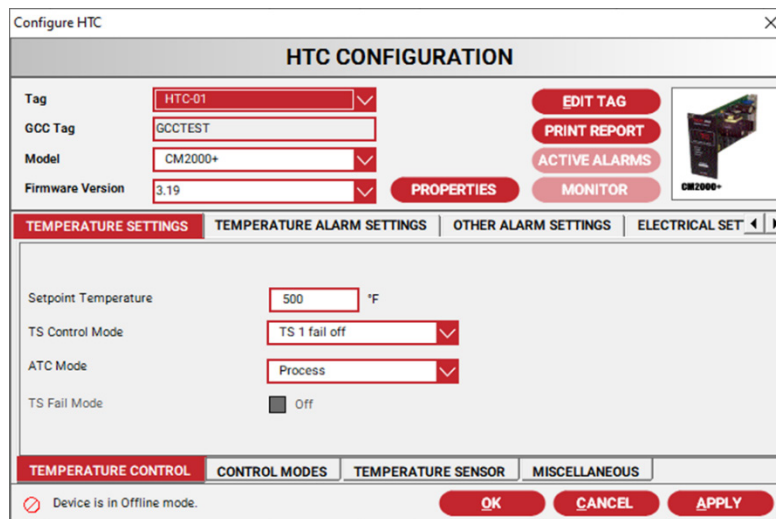 Configure HTC
HTC CONFIGURATION
Tag HTC-01 EDIT TAG
GCC Tag GCCTEST PRINT REPORT
Model CM2000+ ACTIVE ALARMS
Firmware Version 3.19 PROPERTIES MONITOR
CM2000+
TEMPERATURE SETTINGS TEMPERATURE ALARM SETTINGS OTHER ALARM SETTINGS ELECTRICAL SET
Setpoint Temperature 500 °F
TS Control Mode TS 1 fail off
ATC Mode Process
TS Fail Mode Off
TEMPERATURE CONTROL CONTROL MODES TEMPERATURE SENSOR MISCELLANEOUS
Device is in Offline mode. OK CANCEL APPLY